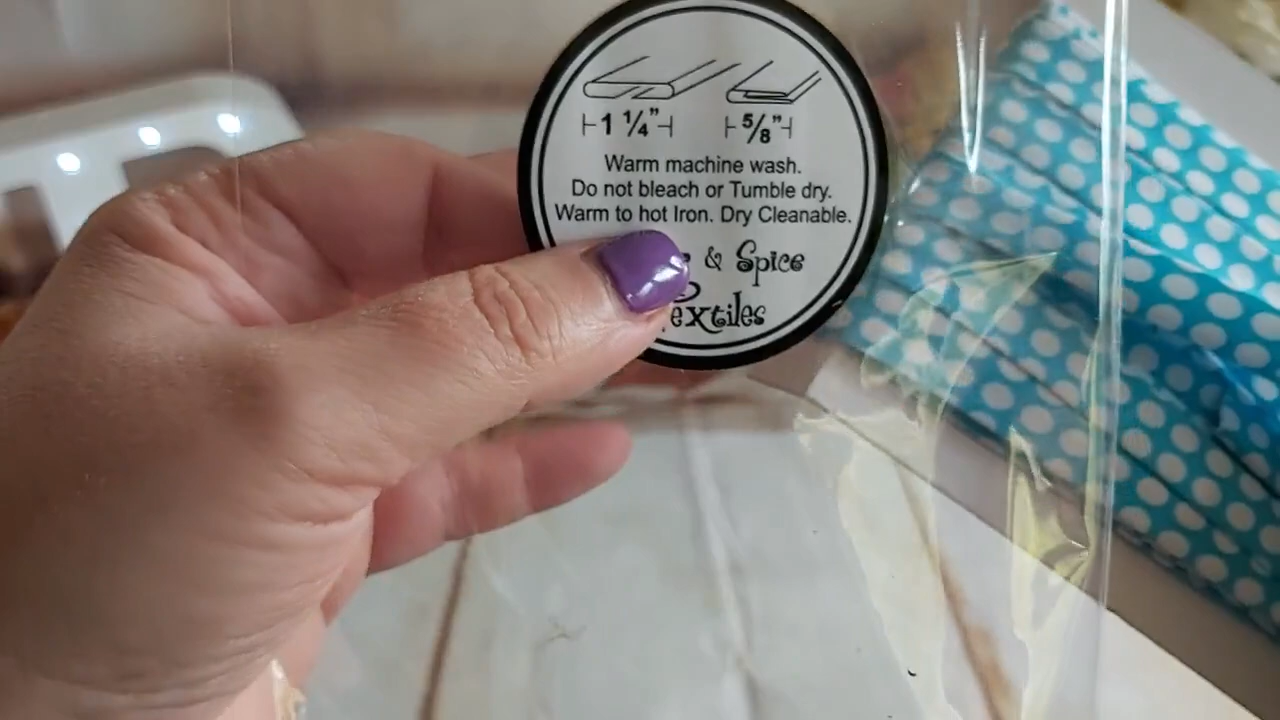 1 ¼" 5/8"
Warm machine wash.
Do not bleach or Tumble dry.
Warm to hot Iron. Dry Cleanable.
& Spice